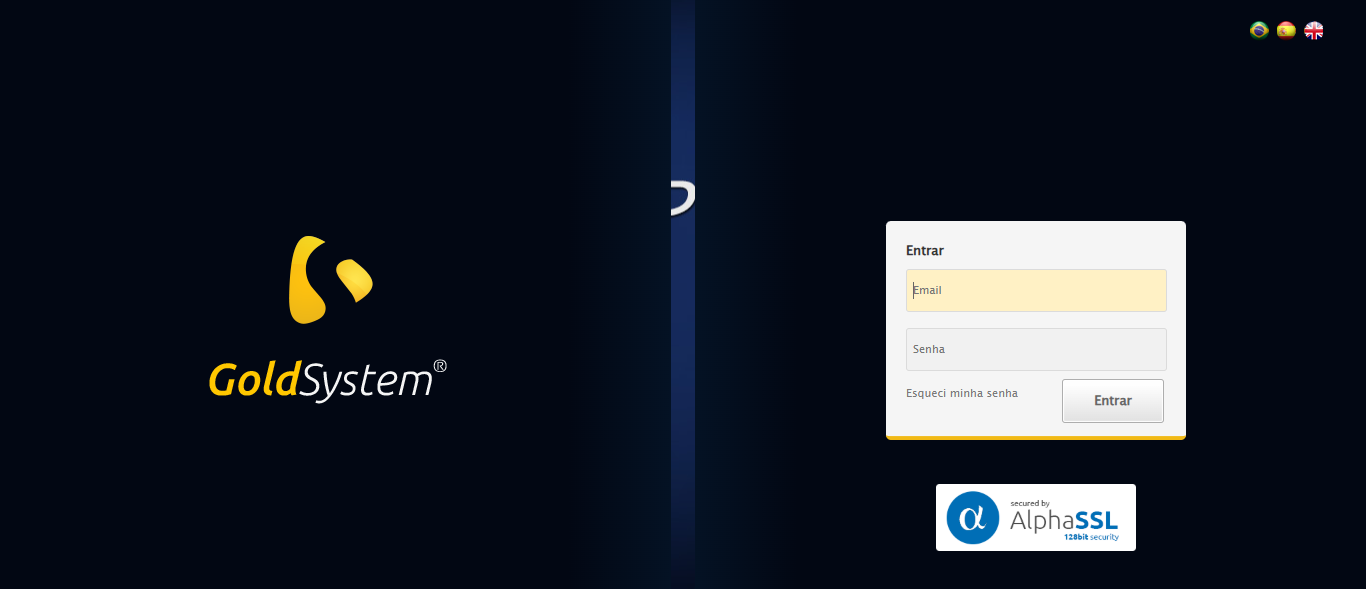 GoldSystem®
Entrar
Email
Senha
Esqueci minha senha
Entrar
α
secured by
AlphaSSL
128bit security